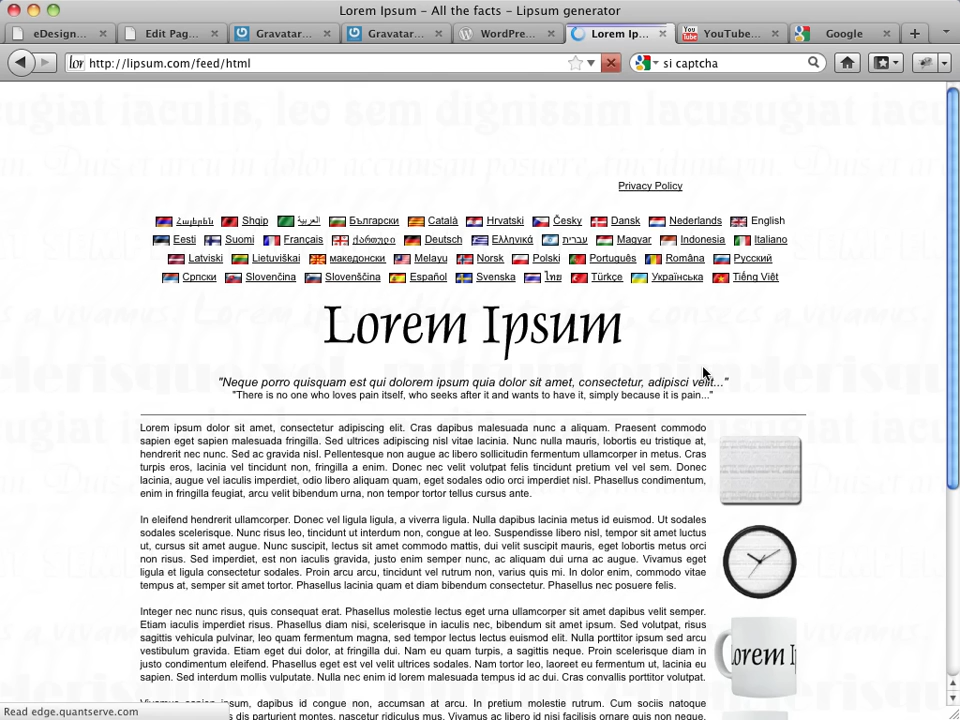 Lorem Ipsum - All the facts - Lipsum generator
eDesign... Edit Pag... Gravatar... Gravatar... WordPre... Lorem Ip... YouTube... Google
http://lipsum.com/feed/html
si captcha
Privacy Policy
Հայերեն Shqip العربية Български Català Hrvatski Česky Dansk Nederlands English
Eesti Suomi Français ქართული Deutsch Ελληνικά עברית Magyar Indonesia Italiano
Latviski Lietuviškai македонски Melayu Norsk Polski Português Româna Русский
Српски Slovenčina Slovenščina Español Svenska ไทย Türkçe Українська Tiếng Việt
Lorem Ipsum
"Neque porro quisquam est qui dolorem ipsum quia dolor sit amet, consectetur, adipisci velit..."
"There is no one who loves pain itself, who seeks after it and wants to have it, simply because it is pain..."
Lorem ipsum dolor sit amet, consectetur adipiscing elit. Cras dapibus malesuada nunc a aliquam. Praesent commodo
sapien eget sapien malesuada fringilla. Sed ultrices adipiscing nisl vitae lacinia. Nunc nulla mauris, lobortis eu tristique at,
hendrerit nec nunc. Sed ac gravida nisl. Pellentesque non augue ac libero sollicitudin fermentum ullamcorper in metus. Cras
turpis eros, lacinia vel tincidunt non, fringilla a enim. Donec nec velit volutpat felis tincidunt pretium vel vel sem. Donec
lacinia, augue vel iaculis imperdiet, odio libero aliquam quam, eget sodales odio orci imperdiet nisl. Phasellus condimentum,
enim in fringilla feugiat, arcu velit bibendum urna, non tempor tortor tellus cursus ante.
In eleifend hendrerit ullamcorper. Donec vel ligula ligula, a viverra ligula. Nulla dapibus lacinia metus id euismod. Ut sodales
sodales scelerisque. Nunc risus leo, tincidunt ut interdum non, congue at leo. Suspendisse libero nisl, tempor sit amet luctus
ut, cursus sit amet augue. Nunc suscipit, lectus sit amet commodo mattis, dui velit suscipit mauris, eget lobortis metus orci
non risus. Sed imperdiet, est non iaculis gravida, justo enim semper nunc, ac aliquam dui urna ac augue. Vivamus eget
ligula et ligula consectetur sodales. Proin arcu arcu, tincidunt vel rutrum non, varius quis mi. In dolor enim, commodo vitae
tempus at, semper sit amet tortor. Phasellus lacinia quam et diam bibendum consectetur. Phasellus nec posuere felis.
Integer nec nunc risus, quis consequat erat. Phasellus molestie lectus eget urna ullamcorper sit amet dapibus velit semper.
Etiam iaculis imperdiet risus. Phasellus diam nisi, scelerisque in iaculis nec, bibendum sit amet ipsum. Sed volutpat, risus
sagittis vehicula pulvinar, leo quam fermentum magna, sed tempor lectus lectus euismod elit. Nulla porttitor ipsum sed arcu
vestibulum gravida. Etiam eget dui dolor, at fringilla dui. Nam eu quam turpis, a sagittis neque. Proin scelerisque diam in
justo condimentum eleifend. Phasellus eget est vel velit ultrices sodales. Nam tortor leo, laoreet eu fermentum ut, lacinia eu
sapien. Sed interdum mollis vulputate. Nulla nec enim id lorem malesuada tempus id ac dui. Cras convallis porttitor volutpat.
Lorem I
id congue non, accumsan at arcu. In pretium molestie rutrum. Cum sociis natoque
Read edge.quantserve.com
dis parturient montes, nascetur ridiculus mus.